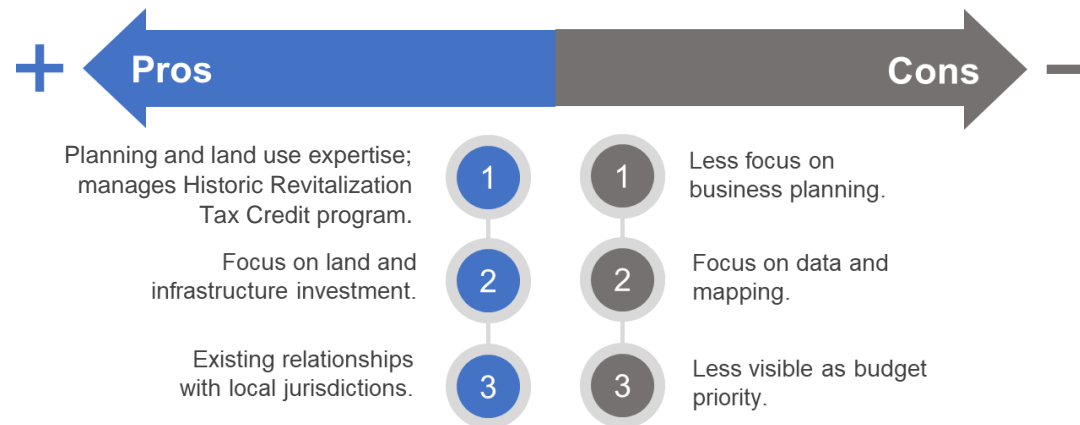 + Pros
Cons −
Planning and land use expertise;
manages Historic Revitalization
Tax Credit program.
1
1
Less focus on
business planning.
Focus on land and
infrastructure investment.
2
2
Focus on data and
mapping.
Existing relationships
with local jurisdictions.
3
3
Less visible as budget
priority.